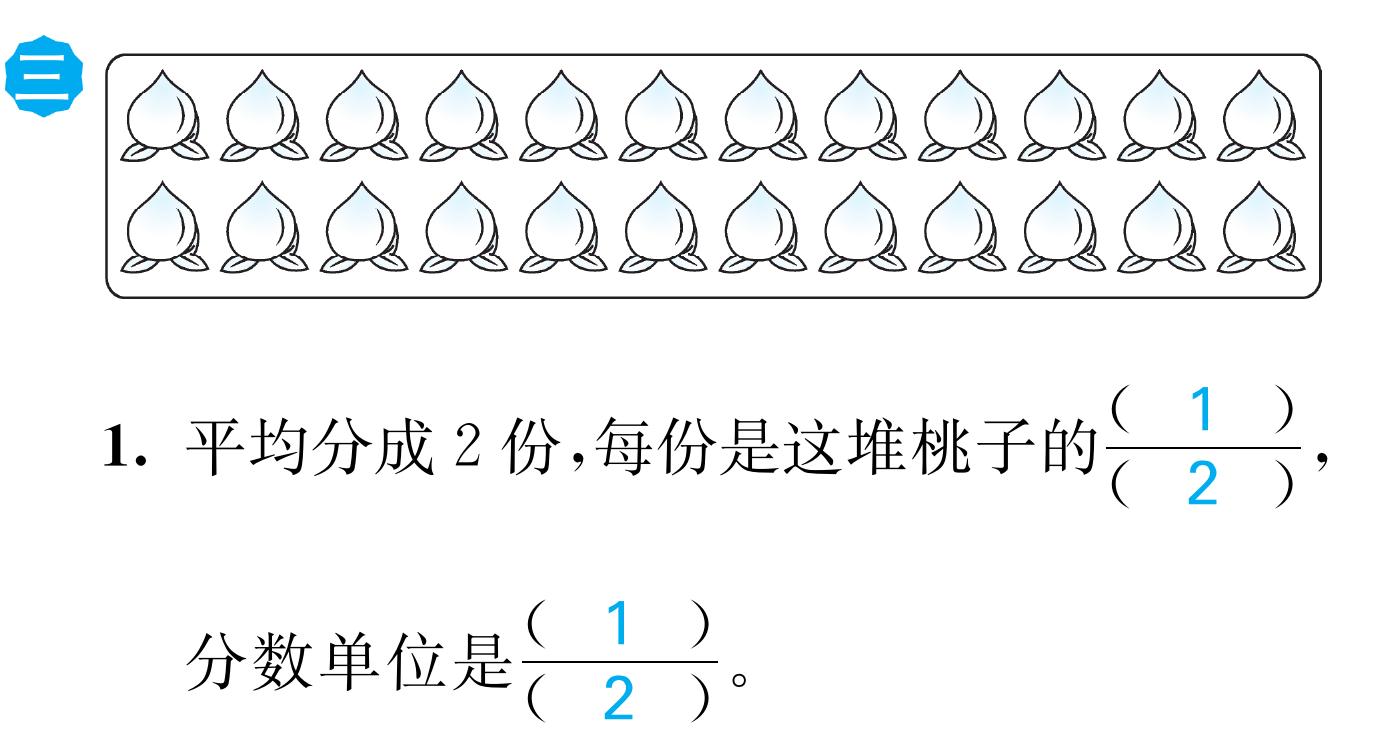 三
1. 平均分成 2 份,每份是这堆桃子的( 1 )/( 2 ),
分数单位是( 1 )/( 2 )。